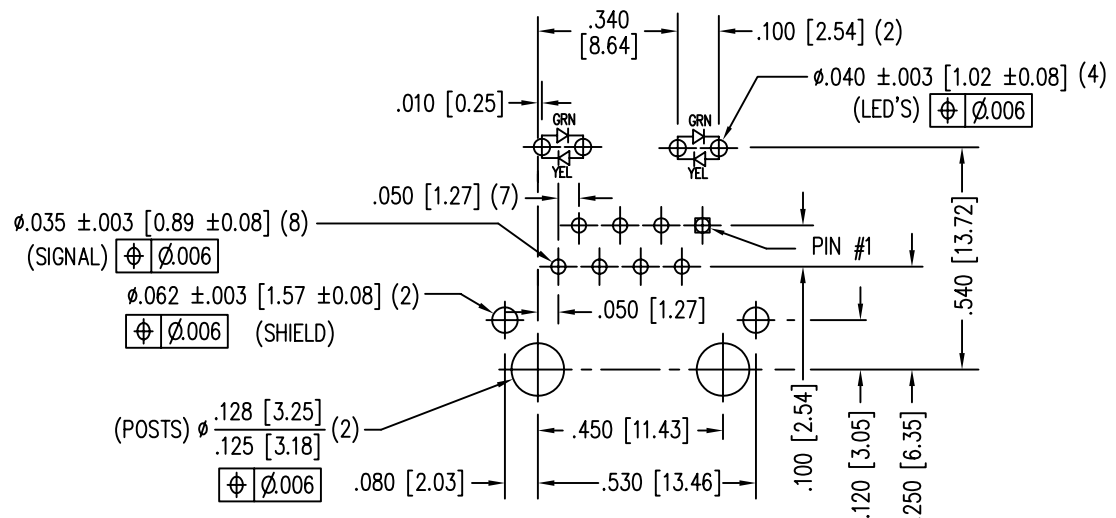 .340
[8.64]
.100 [2.54] (2)
ø.040 ±.003 [1.02 ±0.08] (4)
(LED'S) ⌖ Ø.006
.010 [0.25]
GRN
GRN
YEL
YEL
.050 [1.27] (7)
ø.035 ±.003 [0.89 ±0.08] (8)
(SIGNAL) ⌖ Ø.006
PIN #1
.540 [13.72]
ø.062 ±.003 [1.57 ±0.08] (2)
⌖ Ø.006 (SHIELD)
.050 [1.27]
(POSTS) ø .128 [3.25]
.125 [3.18] (2)
⌖ Ø.006
.450 [11.43]
.080 [2.03]
.530 [13.46]
.100 [2.54]
.120 [3.05]
.250 [6.35]